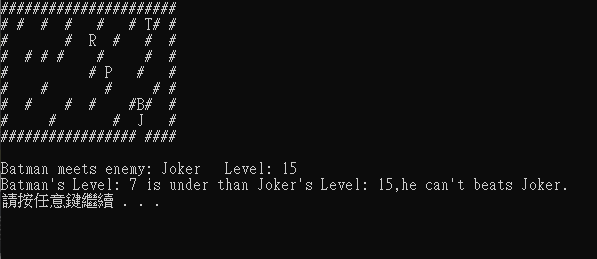 ######################
# #  #  #   #   # T# #
#       #  R  #   #  #
#  # # #    #     #  #
#          # P   #   #
#    #       #     # #
#  #    #  #    #B#  #
#     #       #  J   #
################# ####
Batman meets enemy: Joker   Level: 15
Batman's Level: 7 is under than Joker's Level: 15,he can't beats Joker.
請按任意鍵繼續 . . .